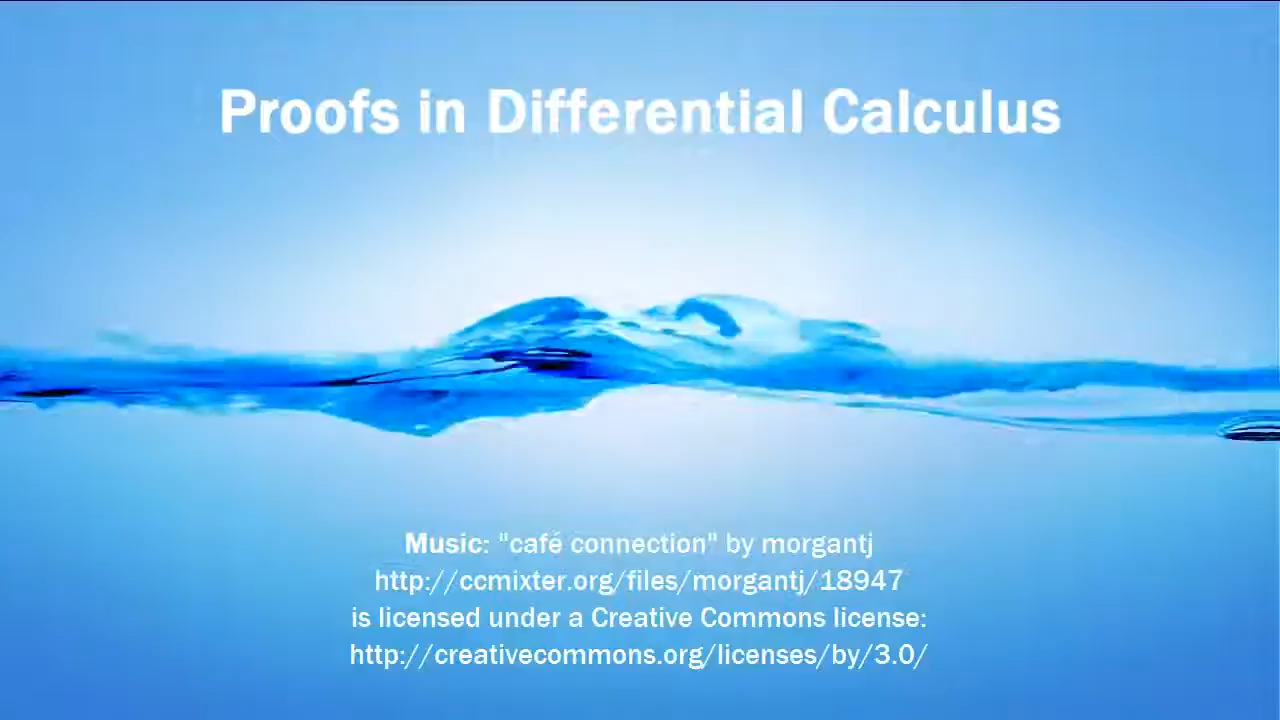 Proofs in Differential Calculus
Music: "café connection" by morgantj
http://ccmixter.org/files/morgantj/18947
is licensed under a Creative Commons license:
http://creativecommons.org/licenses/by/3.0/